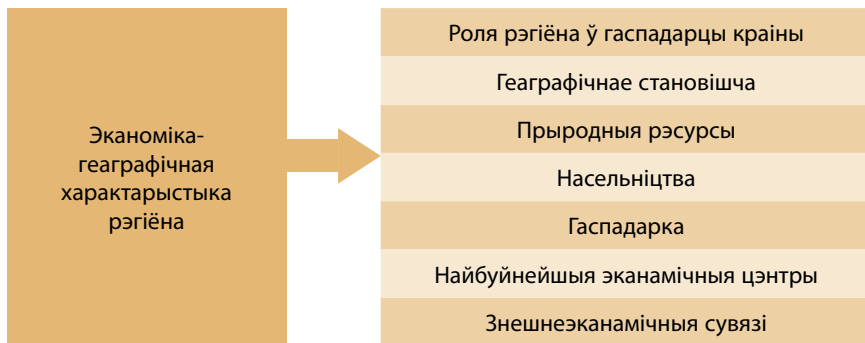 Эканоміка-
геаграфічная
характарыстыка
рэгіёна
Роля рэгіёна ў гаспадарцы краіны
Геаграфічнае становішча
Прыродныя рэсурсы
Насельніцтва
Гаспадарка
Найбуйнейшыя эканамічныя цэнтры
Знешнеэканамічныя сувязі